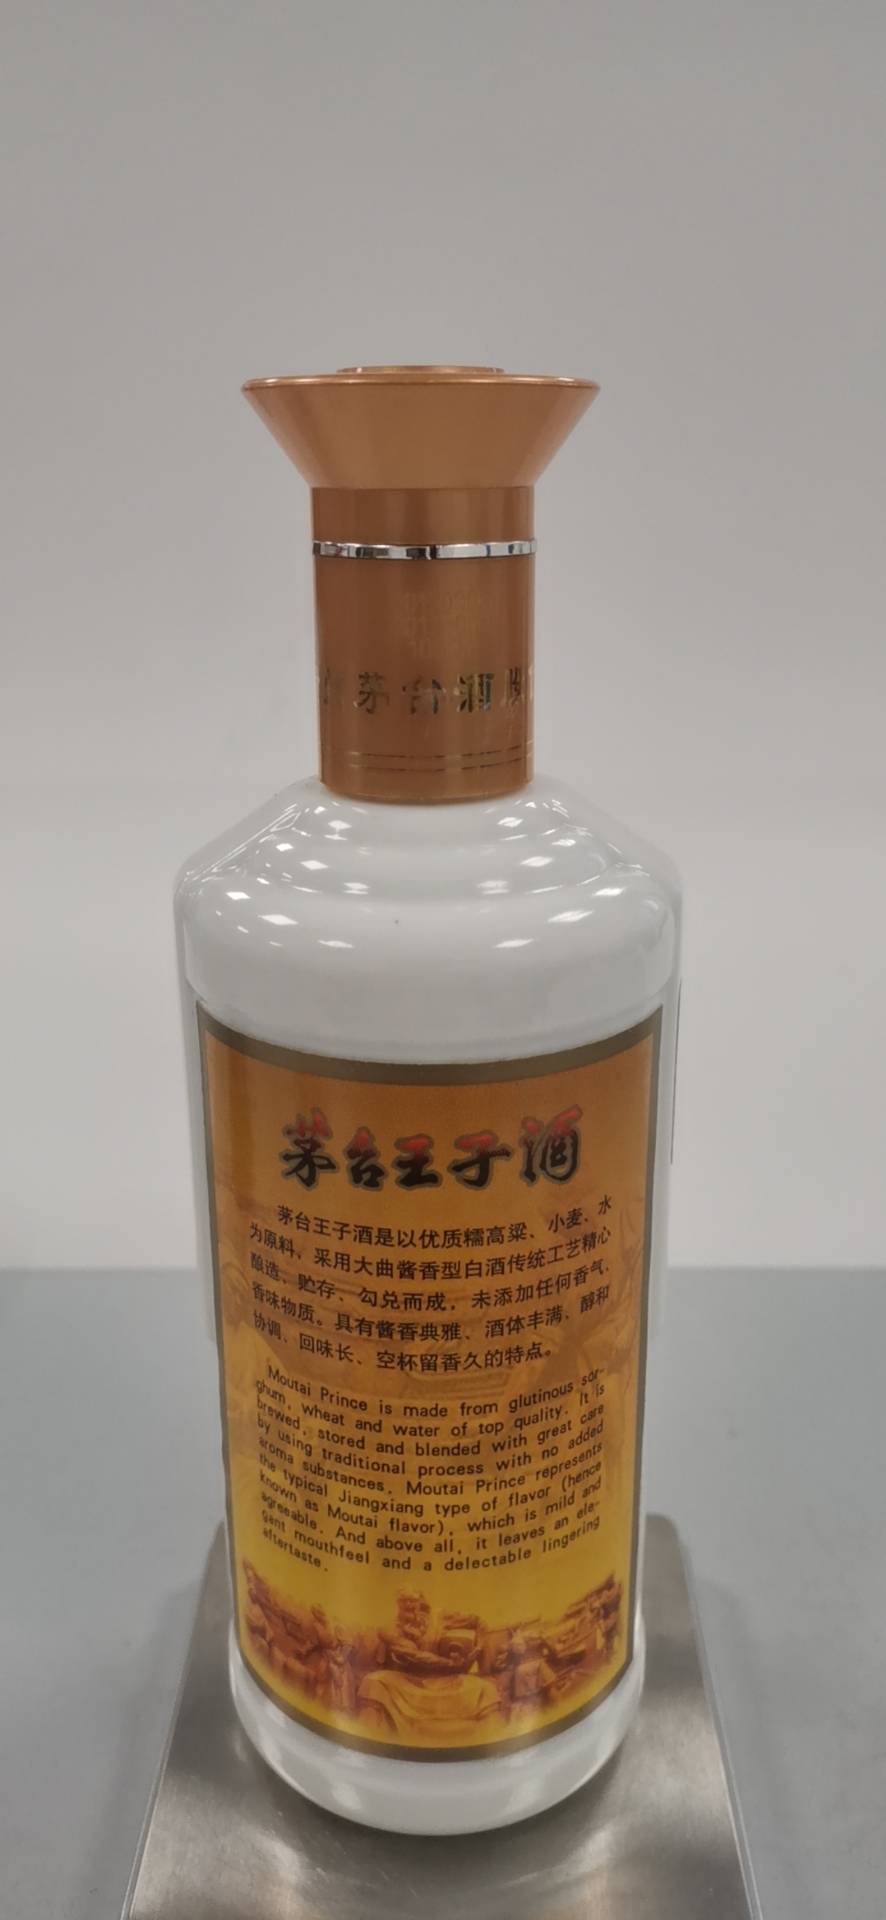 茅台酒股
茅台王子酒
茅台王子酒是以优质糯高粱、小麦、水
为原料，采用大曲酱香型白酒传统工艺精心
酿造、贮存、勾兑而成，未添加任何香气、
香味物质。具有酱香典雅、酒体丰满、醇和
协调、回味长、空杯留香久的特点。
Moutai Prince is made from glutinous sor-
ghum, wheat and water of top quality. It is
brewed, stored and blended with great care
by using traditional process with no added
aroma substances. Moutai Prince represents
the typical Jiangxiang type of flavor (hence
known as Moutai flavor), which is mild and
agreeable. And above all, it leaves an ele-
gant mouthfeel and a delectable lingering
aftertaste.